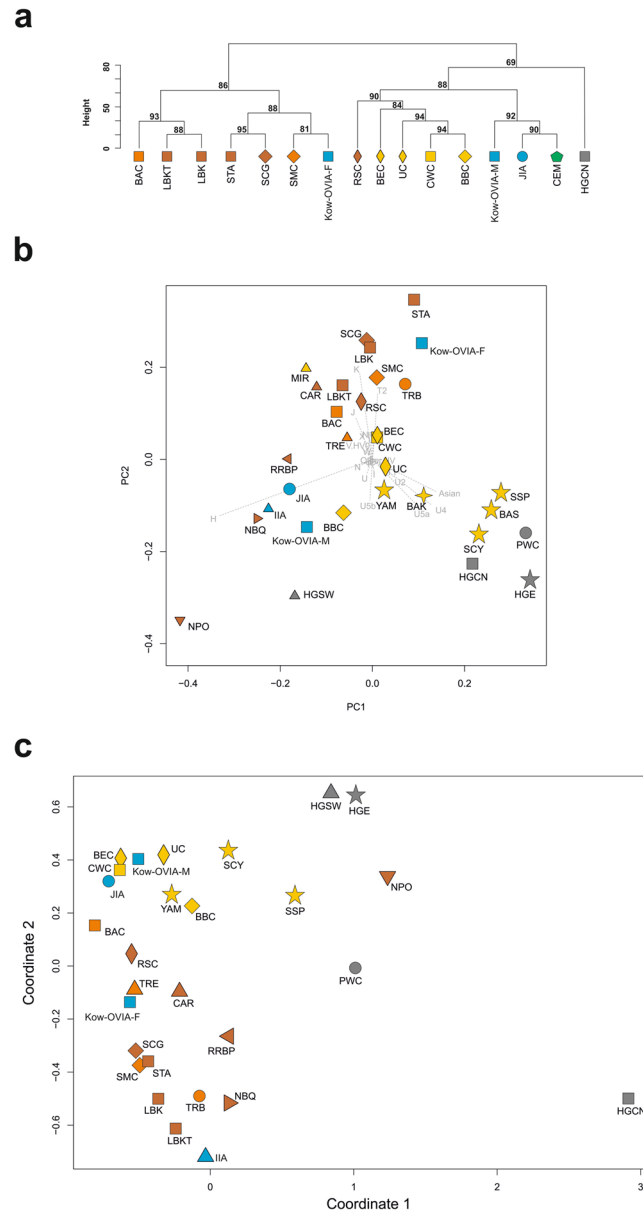 a
Height
80
50
0
86
93
88
88
95
81
69
90
88
84
94
94
92
90
BAC
LBKT
LBK
STA
SCG
SMC
Kow-OVIA-F
RSC
BEC
UC
CWC
BBC
Kow-OVIA-M
JIA
CEM
HGCN
b
PC2
0.2
0.0
−0.2
−0.4
STA
SCG
LBK
Kow-OVIA-F
MIR
K
SMC
CAR
LBKT
T2
TRB
RSC
J
BAC
BEC
TRE
CWC
V
HV
RRBP
N
I
UC
JIA
U
U2
Asian
YAM
BAK
SSP
IIA
U5b
U5a
U4
BAS
H
NBQ
Kow-OVIA-M
BBC
SCY
PWC
HGCN
HGSW
HGE
NPO
−0.4
−0.2
0.0
0.2
PC1
c
Coordinate 2
0.6
0.4
0.2
0.0
−0.2
−0.4
−0.6
HGSW
HGE
BEC
UC
CWC
Kow-OVIA-M
SCY
JIA
NPO
YAM
BBC
SSP
BAC
RSC
PWC
TRE
CAR
Kow-OVIA-F
RRBP
SCG
STA
SMC
LBK
TRB
NBQ
HGCN
LBKT
IIA
0
1
2
3
Coordinate 1